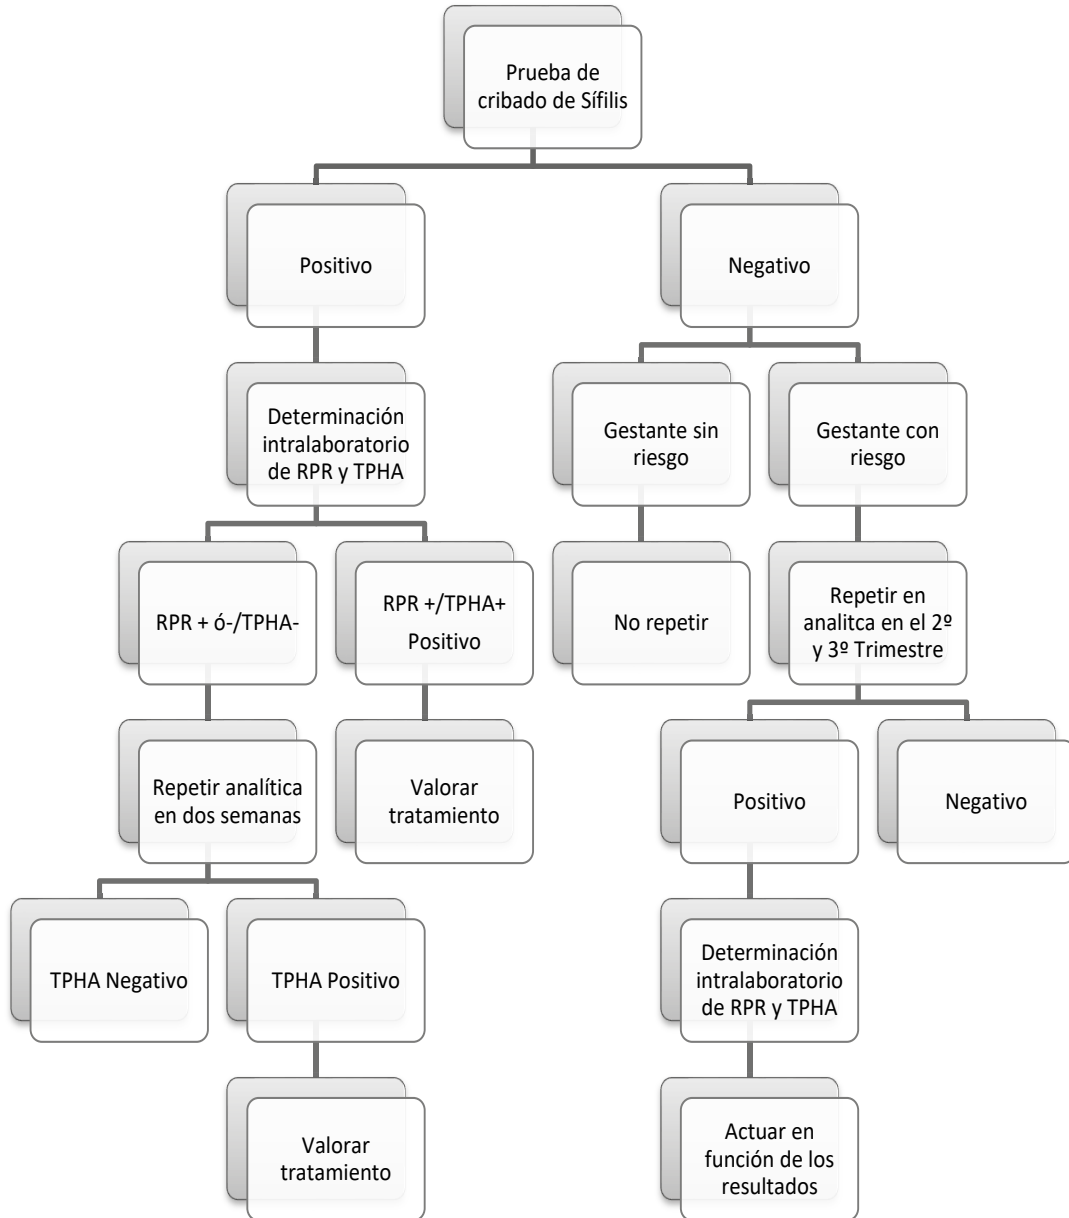 Prueba de
cribado de Sífilis
Positivo
Negativo
Determinación
intralaboratorio
de RPR y TPHA
Gestante sin
riesgo
Gestante con
riesgo
RPR + ó-/TPHA-
RPR +/TPHA+
Positivo
No repetir
Repetir en
analitca en el 2º
y 3º Trimestre
Repetir analítica
en dos semanas
Valorar
tratamiento
Positivo
Negativo
TPHA Negativo
TPHA Positivo
Determinación
intralaboratorio
de RPR y TPHA
Valorar
tratamiento
Actuar en
función de los
resultados